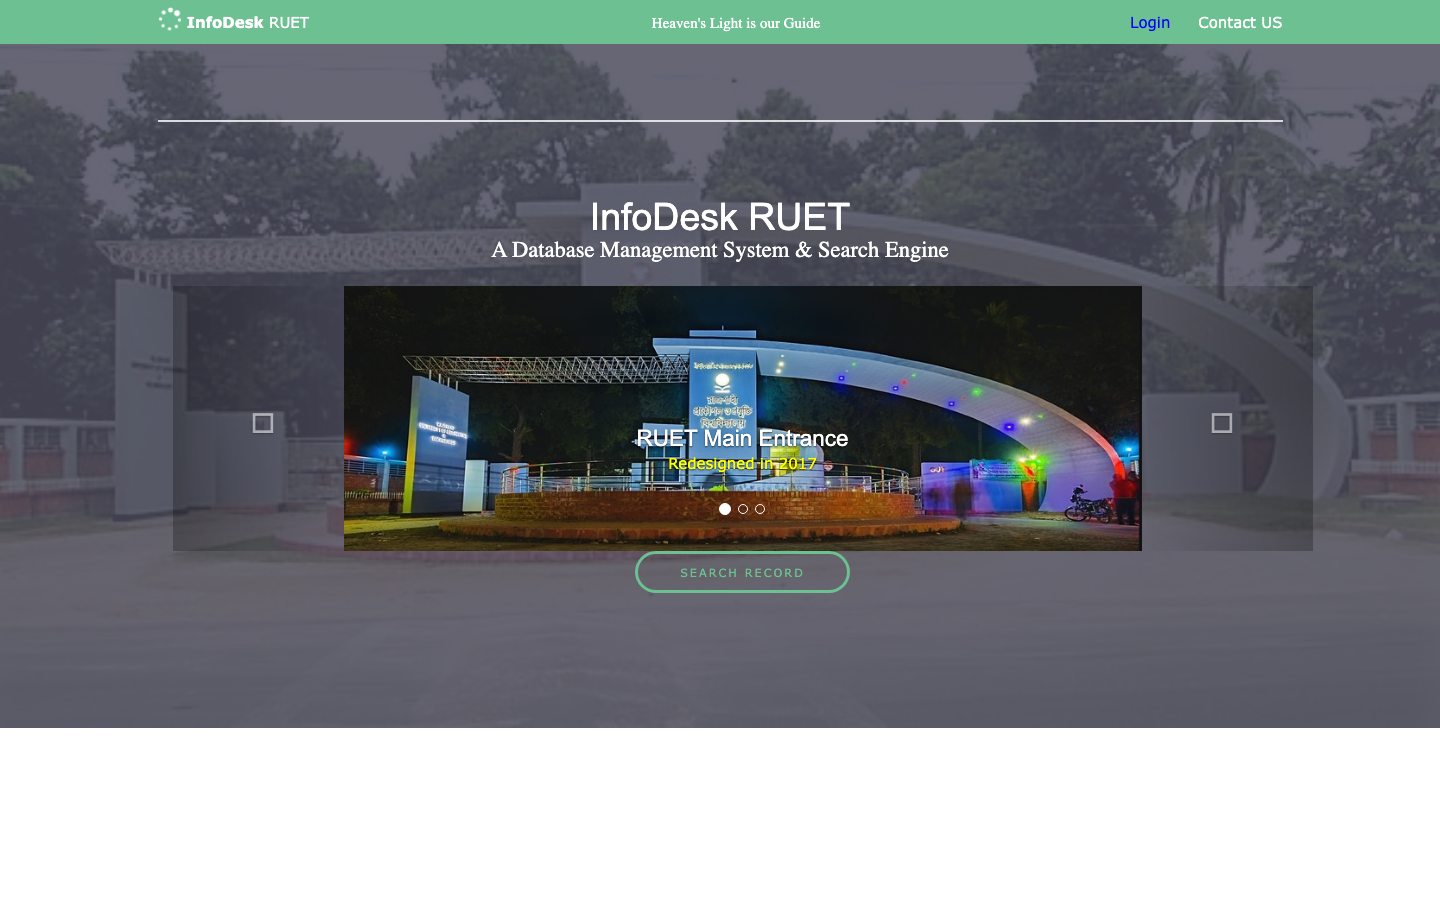 InfoDesk RUET
Heaven's Light is our Guide
Login
Contact US
InfoDesk RUET
A Database Management System & Search Engine
RUET Main Entrance
Redesigned in 2017
SEARCH RECORD